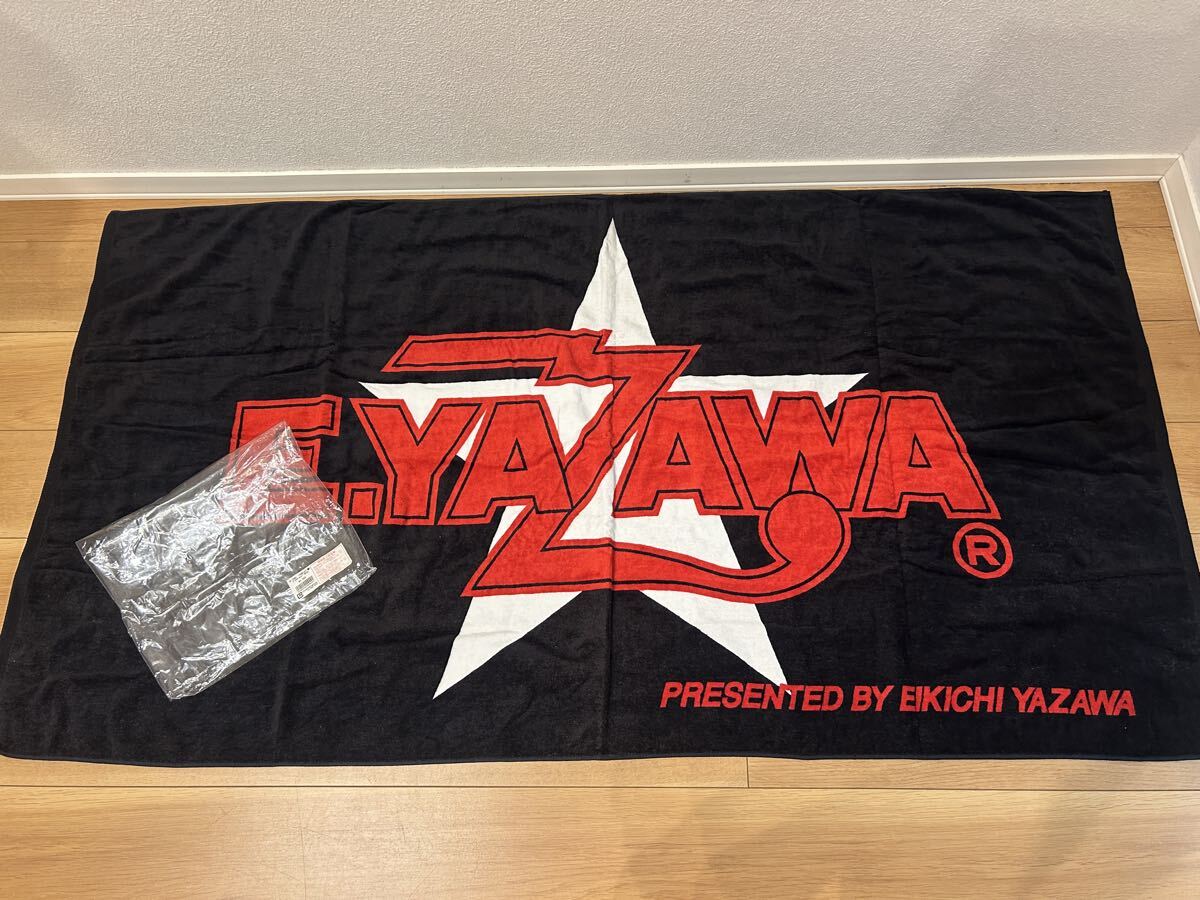 E.YAZAWA
®
PRESENTED BY EIKICHI YAZAWA